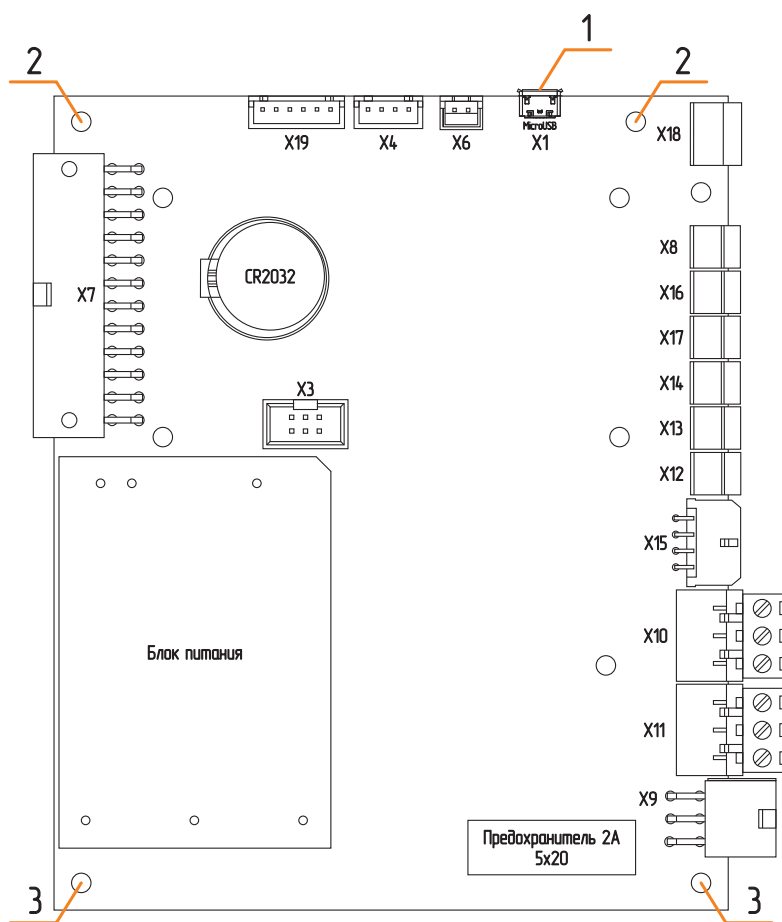 1
2
2
MicroUSB
X19
X4
X6
X1
X18
X8
CR2032
X7
X16
X17
X14
X3
X13
X12
X15
X10
Блок питания
X11
X9
Предохранитель 2А
5x20
3
3